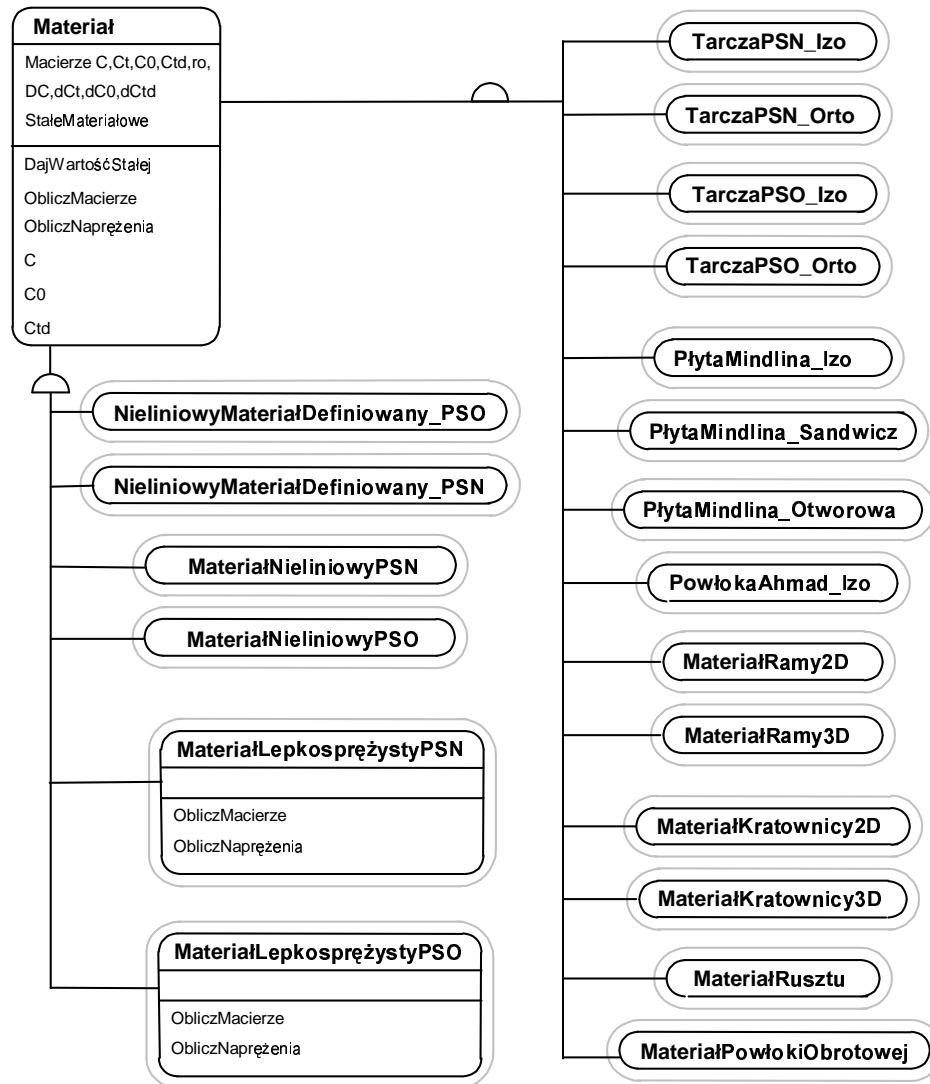 Materiał
Macierze C,Ct,C0,Ctd,ro,
DC,dCt,dC0,dCtd
StałeMateriałowe
DajWartośćStałej
ObliczMacierze
ObliczNaprężenia
C
C0
Ctd
NieliniowyMateriałDefiniowany_PSO
NieliniowyMateriałDefiniowany_PSN
MateriałNieliniowyPSN
MateriałNieliniowyPSO
MateriałLepkosprężystyPSN
ObliczMacierze
ObliczNaprężenia
MateriałLepkosprężystyPSO
ObliczMacierze
ObliczNaprężenia
TarczaPSN_Izo
TarczaPSN_Orto
TarczaPSO_Izo
TarczaPSO_Orto
PłytaMindlina_Izo
PłytaMindlina_Sandwicz
PłytaMindlina_Otworowa
PowłokaAhmad_Izo
MateriałRamy2D
MateriałRamy3D
MateriałKratownicy2D
MateriałKratownicy3D
MateriałRusztu
MateriałPowłokiObrotowej